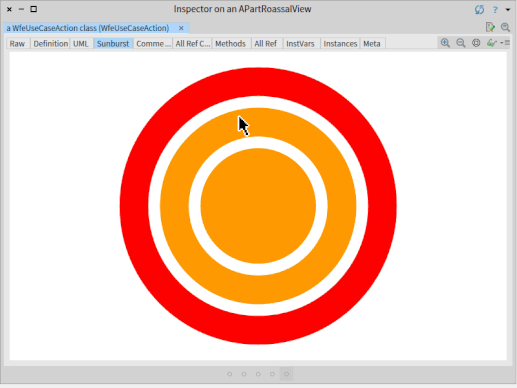 Inspector on an APartRoassalView
a WfeUseCaseAction class (WfeUseCaseAction) ×
Raw Definition UML Sunburst Comme ... All Ref C... Methods All Ref InstVars Instances Meta